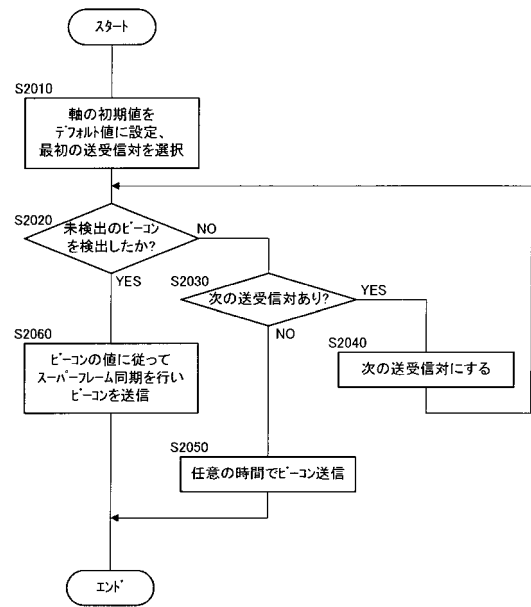 スタート
S2010
軸の初期値を
デフォルト値に設定、
最初の送受信対を選択
S2020
未検出のビーコン
を検出したか?
NO
YES
S2030
次の送受信対あり?
YES
NO
S2040
次の送受信対にする
S2060
ビーコンの値に従って
スーパーフレーム同期を行い
ビーコンを送信
S2050
任意の時間でビーコン送信
エンド